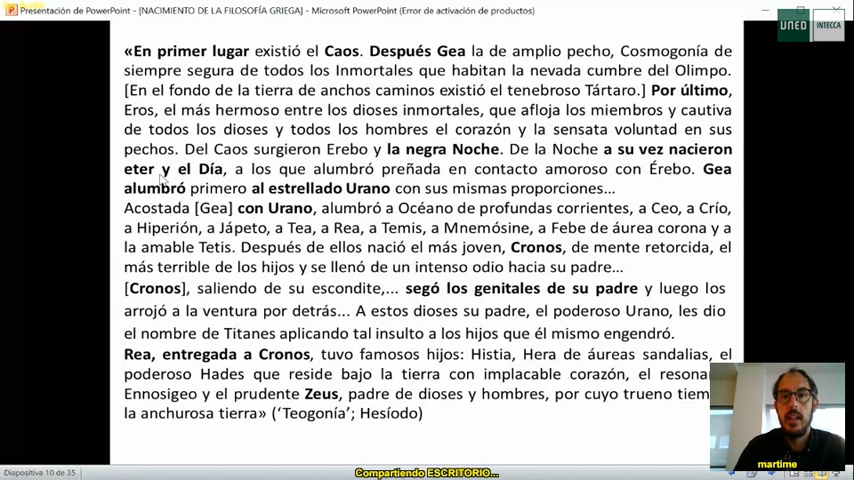 Presentación de PowerPoint - [NACIMIENTO DE LA FILOSOFÍA GRIEGA] - Microsoft PowerPoint (Error de activación de productos)
UNED INTECCA
«En primer lugar existió el Caos. Después Gea la de amplio pecho, Cosmogonía de
siempre segura de todos los Inmortales que habitan la nevada cumbre del Olimpo.
[En el fondo de la tierra de anchos caminos existió el tenebroso Tártaro.] Por último,
Eros, el más hermoso entre los dioses inmortales, que afloja los miembros y cautiva
de todos los dioses y todos los hombres el corazón y la sensata voluntad en sus
pechos. Del Caos surgieron Erebo y la negra Noche. De la Noche a su vez nacieron
eter y el Día, a los que alumbró preñada en contacto amoroso con Érebo. Gea
alumbró primero al estrellado Urano con sus mismas proporciones...
Acostada [Gea] con Urano, alumbró a Océano de profundas corrientes, a Ceo, a Crío,
a Hiperión, a Jápeto, a Tea, a Rea, a Temis, a Mnemósine, a Febe de áurea corona y a
la amable Tetis. Después de ellos nació el más joven, Cronos, de mente retorcida, el
más terrible de los hijos y se llenó de un intenso odio hacia su padre...
[Cronos], saliendo de su escondite,... segó los genitales de su padre y luego los
arrojó a la ventura por detrás... A estos dioses su padre, el poderoso Urano, les dio
el nombre de Titanes aplicando tal insulto a los hijos que él mismo engendró.
Rea, entregada a Cronos, tuvo famosos hijos: Histia, Hera de áureas sandalias, el
poderoso Hades que reside bajo la tierra con implacable corazón, el resonan
Ennosigeo y el prudente Zeus, padre de dioses y hombres, por cuyo trueno tiem
la anchurosa tierra» ('Teogonía'; Hesíodo)
martime
Diapositiva 10 de 35
Compartiendo ESCRITORIO...